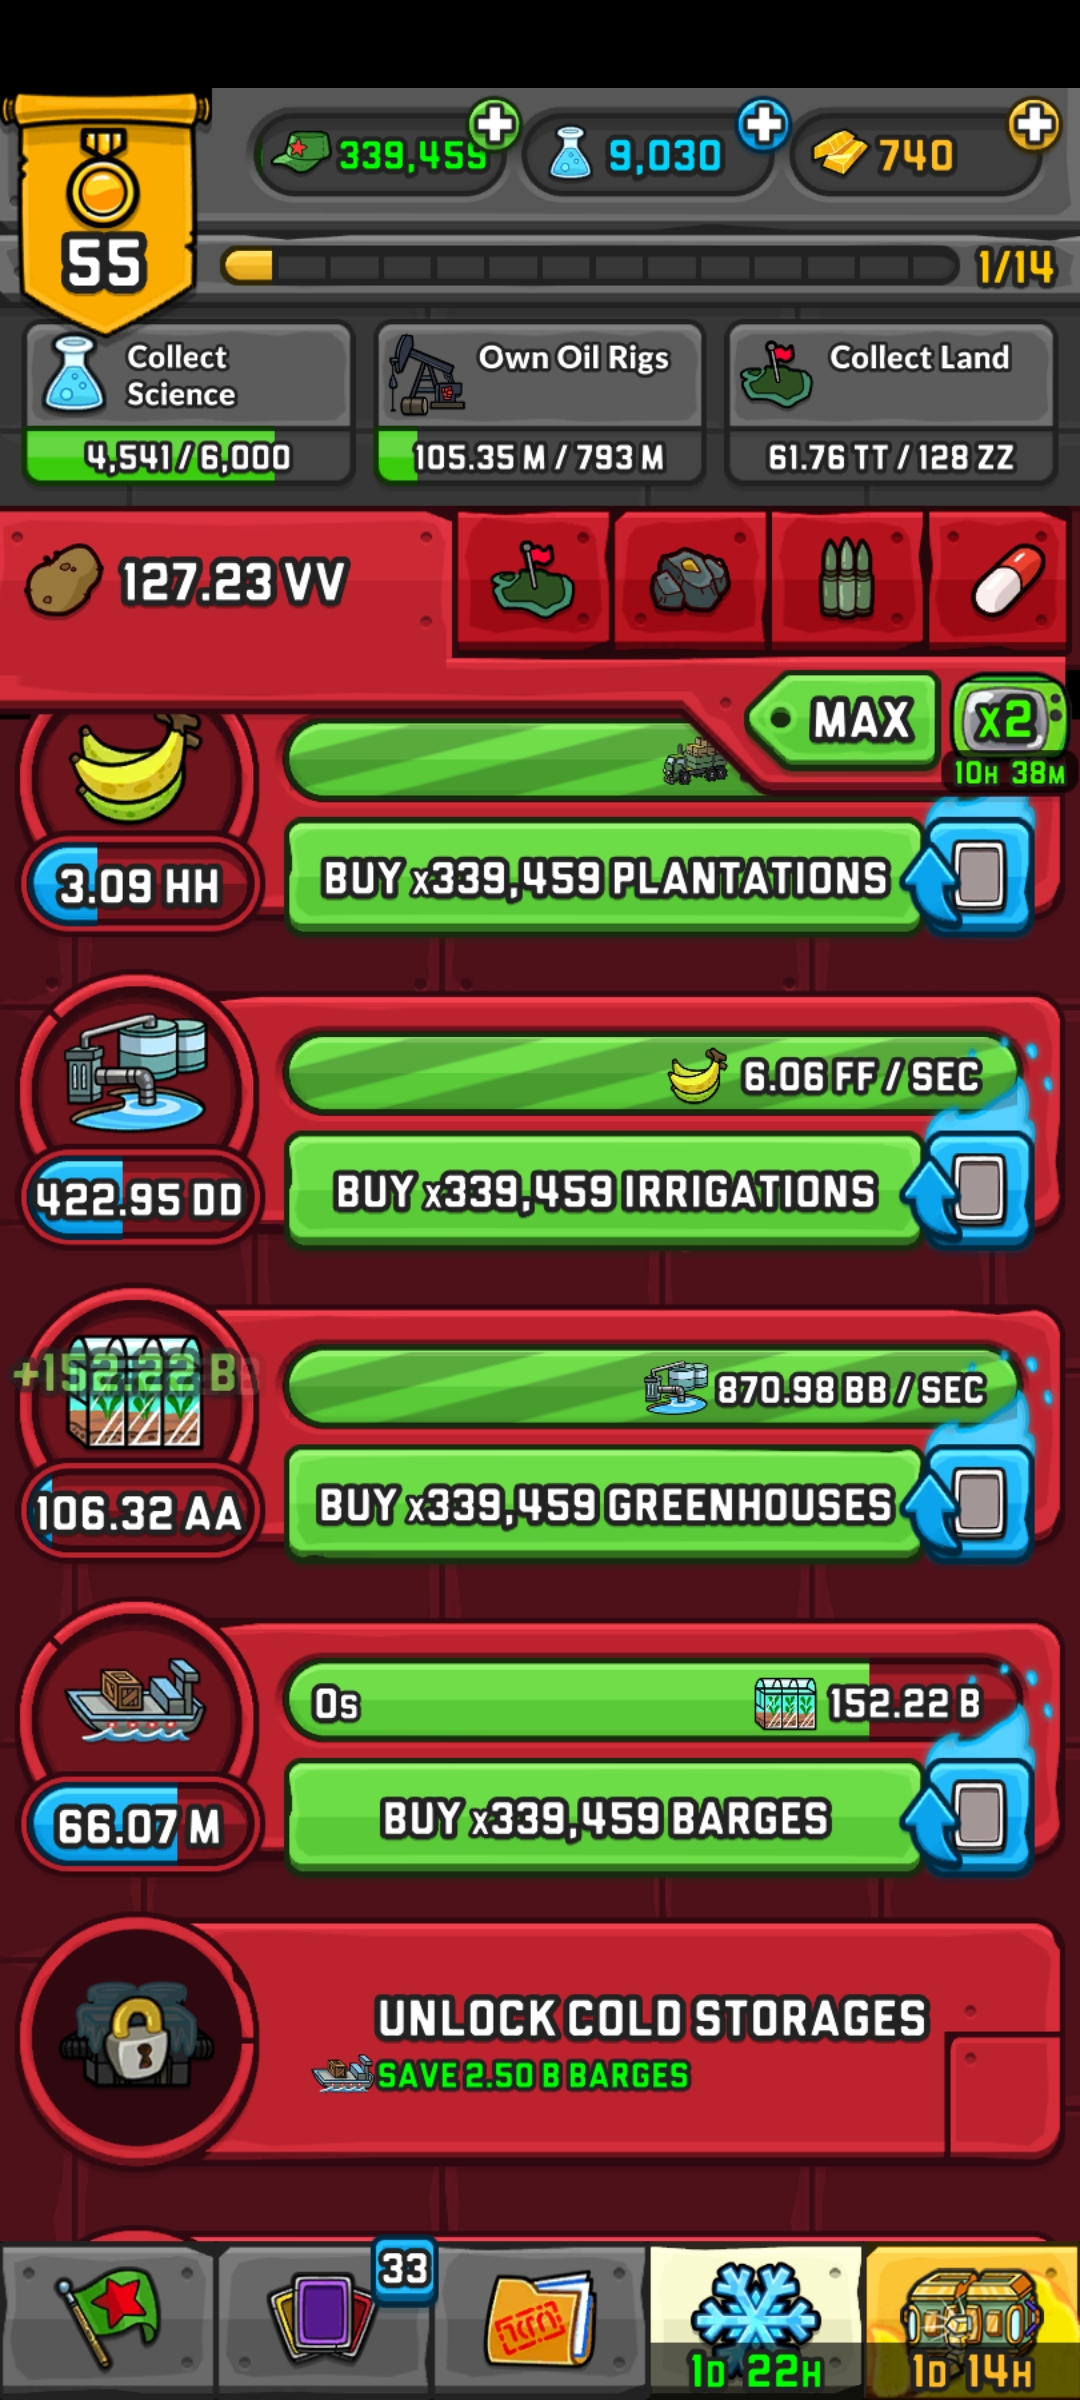 339,459
9,030
740
55
1/14
Collect
Science
4,541/6,000
Own Oil Rigs
105.35 M / 793 M
Collect Land
61.76 TT / 128 ZZ
127.23 VV
MAX
x2
10H 38M
3.09 HH
BUY x339,459 PLANTATIONS
6.06 FF / SEC
422.95 DD
BUY x339,459 IRRIGATIONS
+152.22 B
870.98 BB / SEC
106.32 AA
BUY x339,459 GREENHOUSES
0s
152.22 B
66.07 M
BUY x339,459 BARGES
UNLOCK COLD STORAGES
SAVE 2.50 B BARGES
33
1D 22H
1D 14H